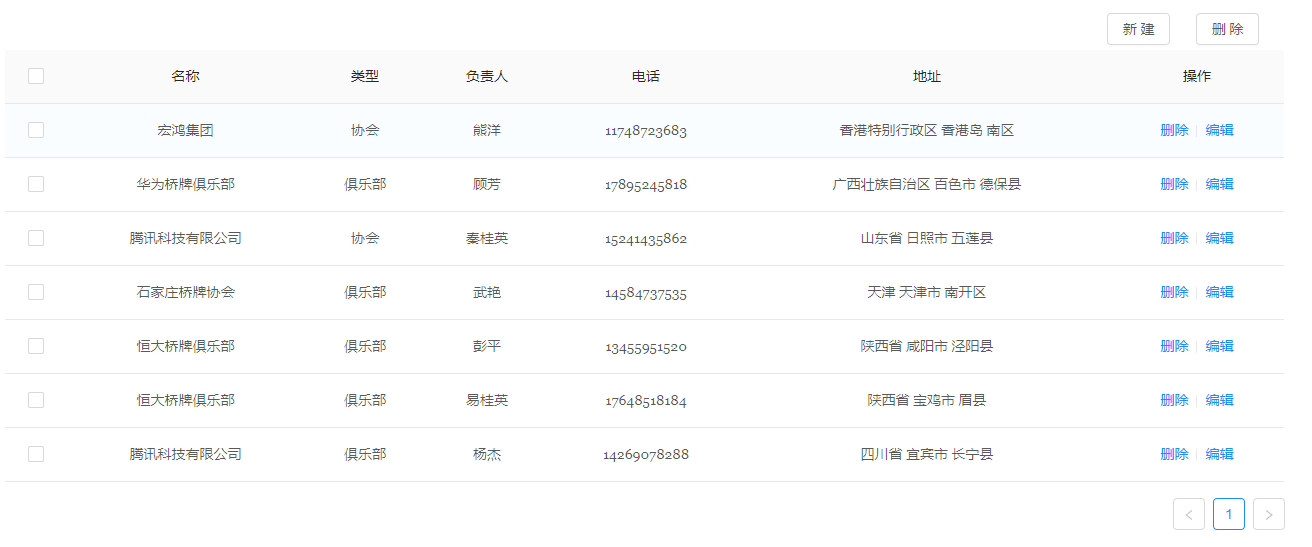 新 建 删 除
名称 类型 负责人 电话 地址 操作
宏鸿集团 协会 熊洋 11748723683 香港特别行政区 香港岛 南区 删除 编辑
华为桥牌俱乐部 俱乐部 顾芳 17895245818 广西壮族自治区 百色市 德保县 删除 编辑
腾讯科技有限公司 协会 秦桂英 15241435862 山东省 日照市 五莲县 删除 编辑
石家庄桥牌协会 俱乐部 武艳 14584737535 天津 天津市 南开区 删除 编辑
恒大桥牌俱乐部 俱乐部 彭平 13455951520 陕西省 咸阳市 泾阳县 删除 编辑
恒大桥牌俱乐部 俱乐部 易桂英 17648518184 陕西省 宝鸡市 眉县 删除 编辑
腾讯科技有限公司 俱乐部 杨杰 14269078288 四川省 宜宾市 长宁县 删除 编辑
< 1 >